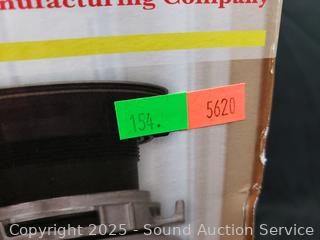 nufacturing Company
154.
5620
Copyright 2025 - Sound Auction Service